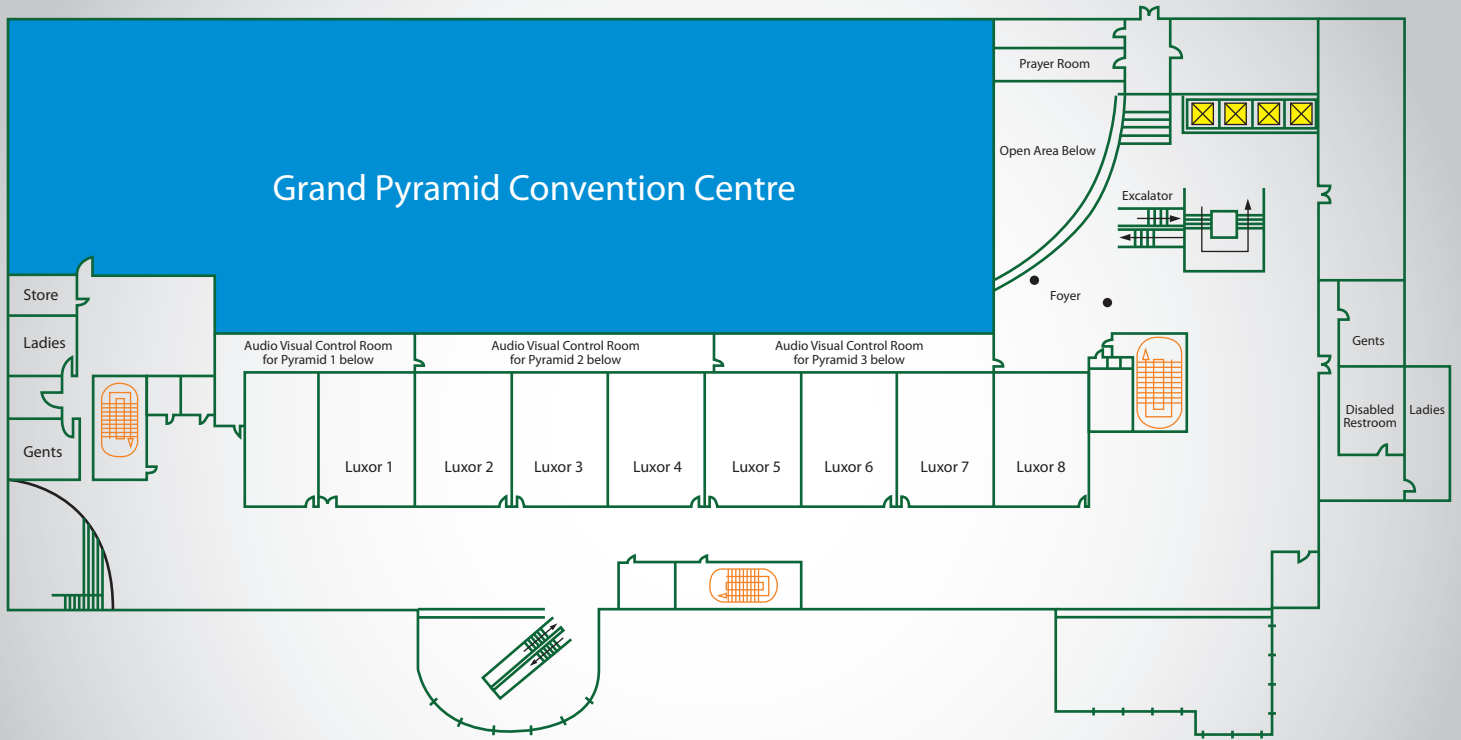 Prayer Room
Grand Pyramid Convention Centre
Open Area Below
Excalator
Store
Foyer
Ladies
Audio Visual Control Room
for Pyramid 1 below
Audio Visual Control Room
for Pyramid 2 below
Audio Visual Control Room
for Pyramid 3 below
Gents
Gents
Luxor 1
Luxor 2
Luxor 3
Luxor 4
Luxor 5
Luxor 6
Luxor 7
Luxor 8
Disabled
Restroom
Ladies